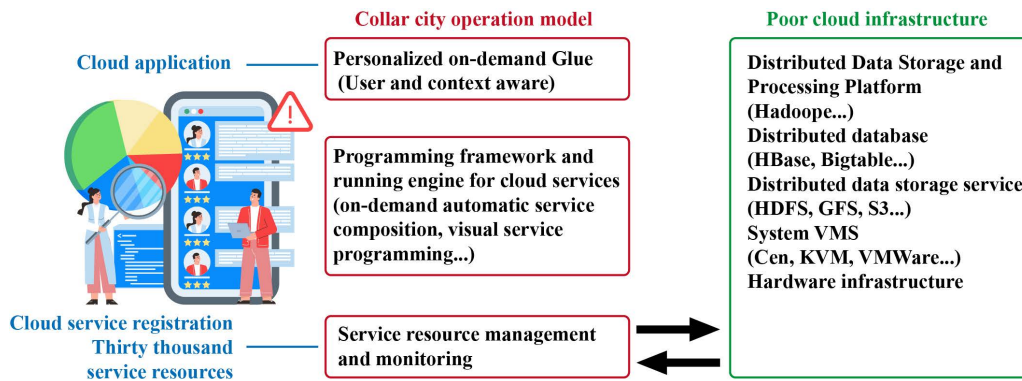 Collar city operation model
Poor cloud infrastructure
Cloud application
Personalized on-demand Glue
(User and context aware)
Programming framework and
running engine for cloud services
(on-demand automatic service
composition, visual service
programming...)
Cloud service registration
Thirty thousand
service resources
Service resource management
and monitoring
Distributed Data Storage and
Processing Platform
(Hadoope...)
Distributed database
(HBase, Bigtable...)
Distributed data storage service
(HDFS, GFS, S3...)
System VMS
(Cen, KVM, VMWare...)
Hardware infrastructure